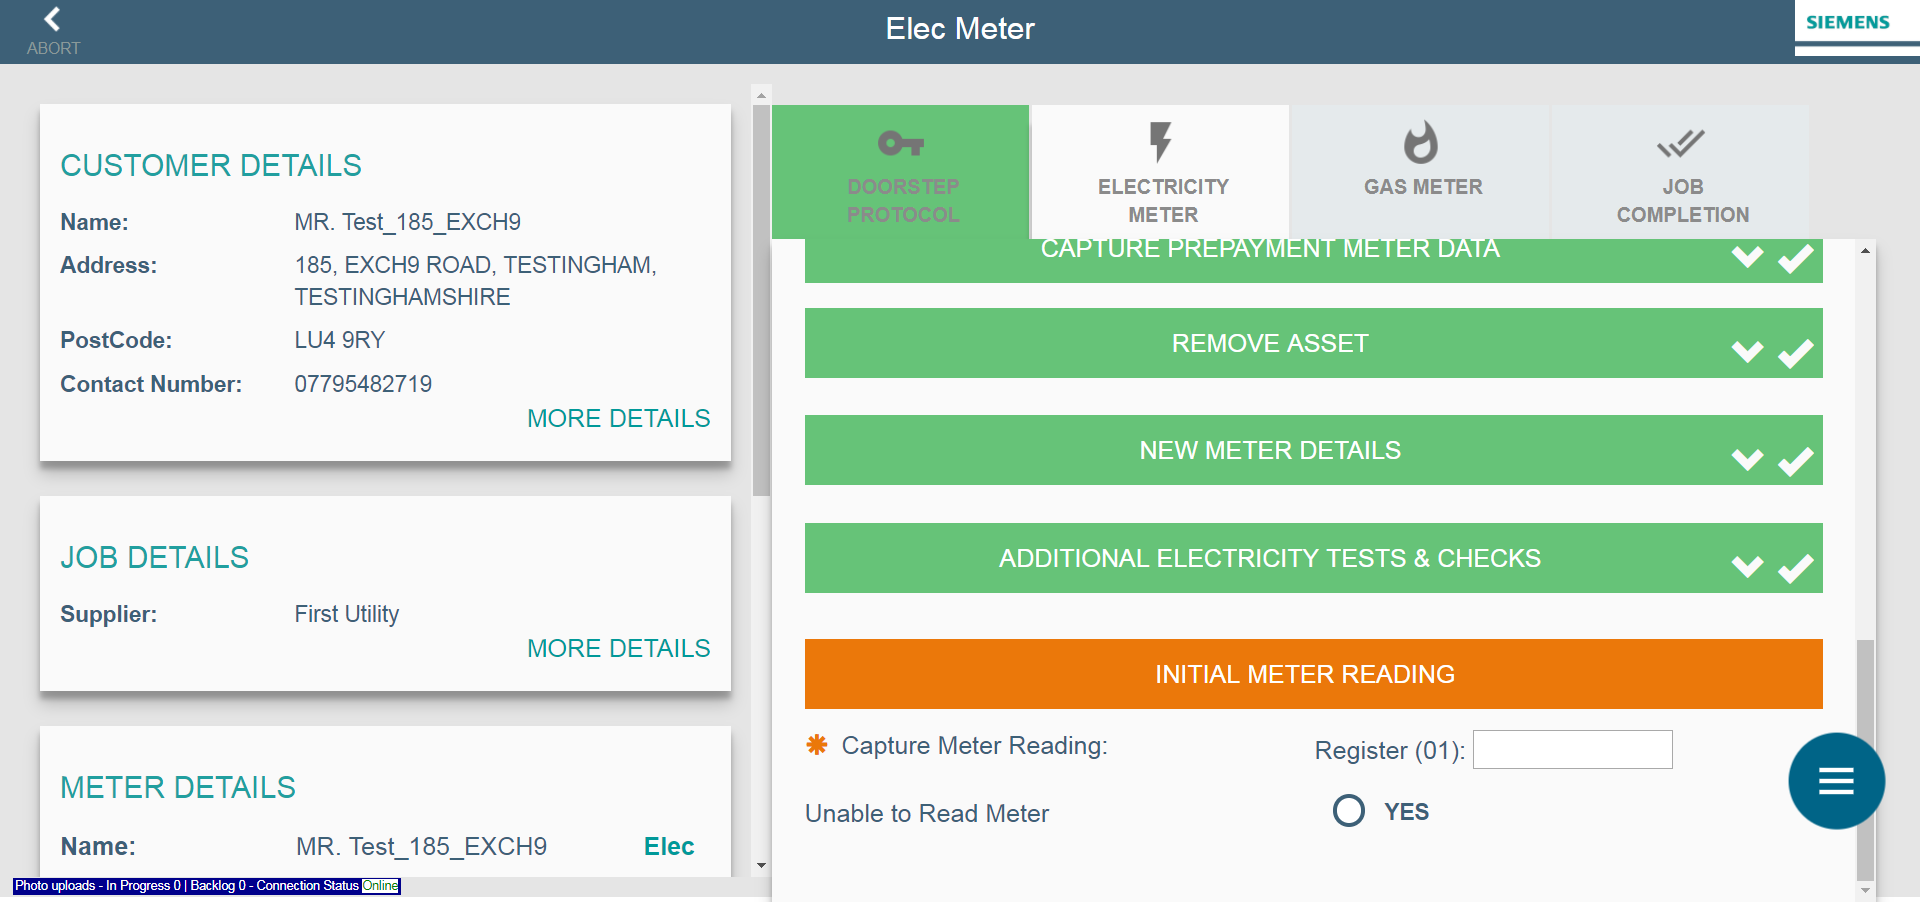 ABORT
Elec Meter
SIEMENS
CUSTOMER DETAILS
Name: MR. Test_185_EXCH9
Address: 185, EXCH9 ROAD, TESTINGHAM,
TESTINGHAMSHIRE
PostCode: LU4 9RY
Contact Number: 07795482719
MORE DETAILS
JOB DETAILS
Supplier: First Utility
MORE DETAILS
METER DETAILS
Name: MR. Test_185_EXCH9 Elec
Photo uploads - In Progress 0 | Backlog 0 - Connection Status Online
DOORSTEP
PROTOCOL
ELECTRICITY
METER
GAS METER
JOB
COMPLETION
CAPTURE PREPAYMENT METER DATA
REMOVE ASSET
NEW METER DETAILS
ADDITIONAL ELECTRICITY TESTS & CHECKS
INITIAL METER READING
Capture Meter Reading: Register (01):
Unable to Read Meter YES